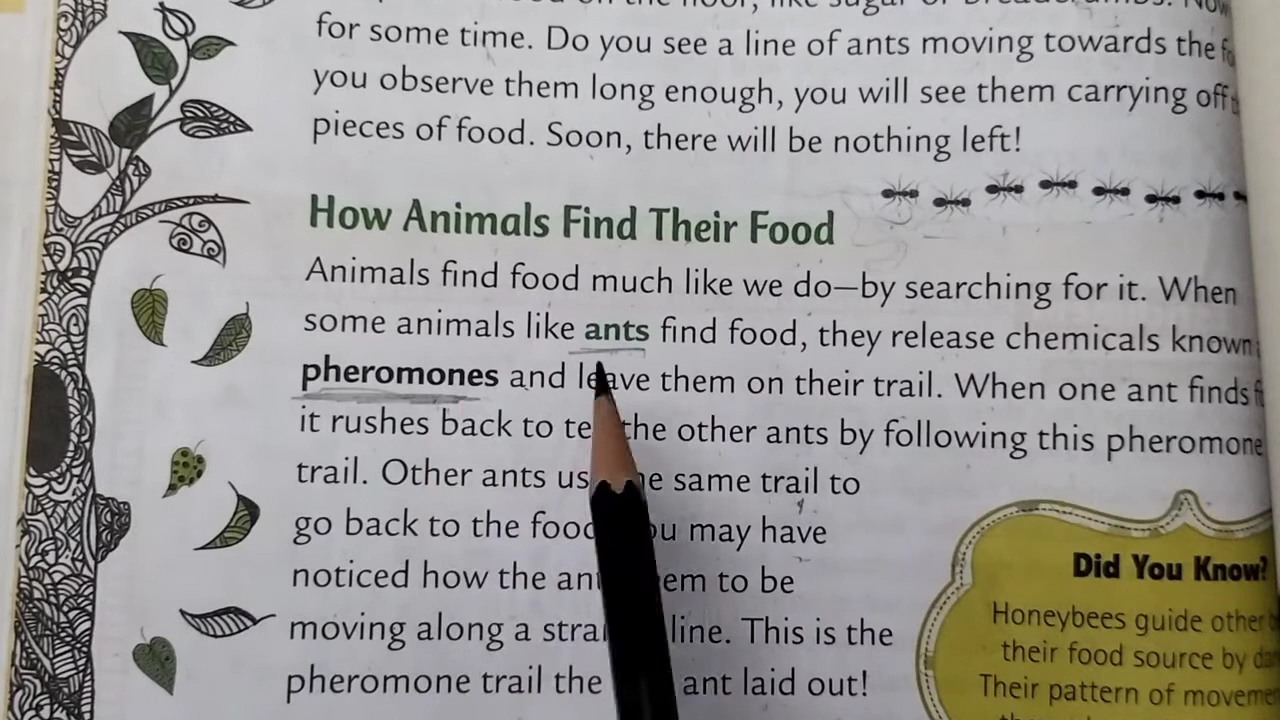 for some time. Do you see a line of ants moving towards the
you observe them long enough, you will see them carrying off
pieces of food. Soon, there will be nothing left!
How Animals Find Their Food
Animals find food much like we do—by searching for it. When
some animals like ants find food, they release chemicals known
pheromones and leave them on their trail. When one ant finds
it rushes back to the other ants by following this pheromone
trail. Other ants same trail to
go back to the may have
noticed how the to be
moving along a line. This is the
pheromone trail the ant laid out!
Did You Know?
Honeybees guide other
their food source by
Their pattern of